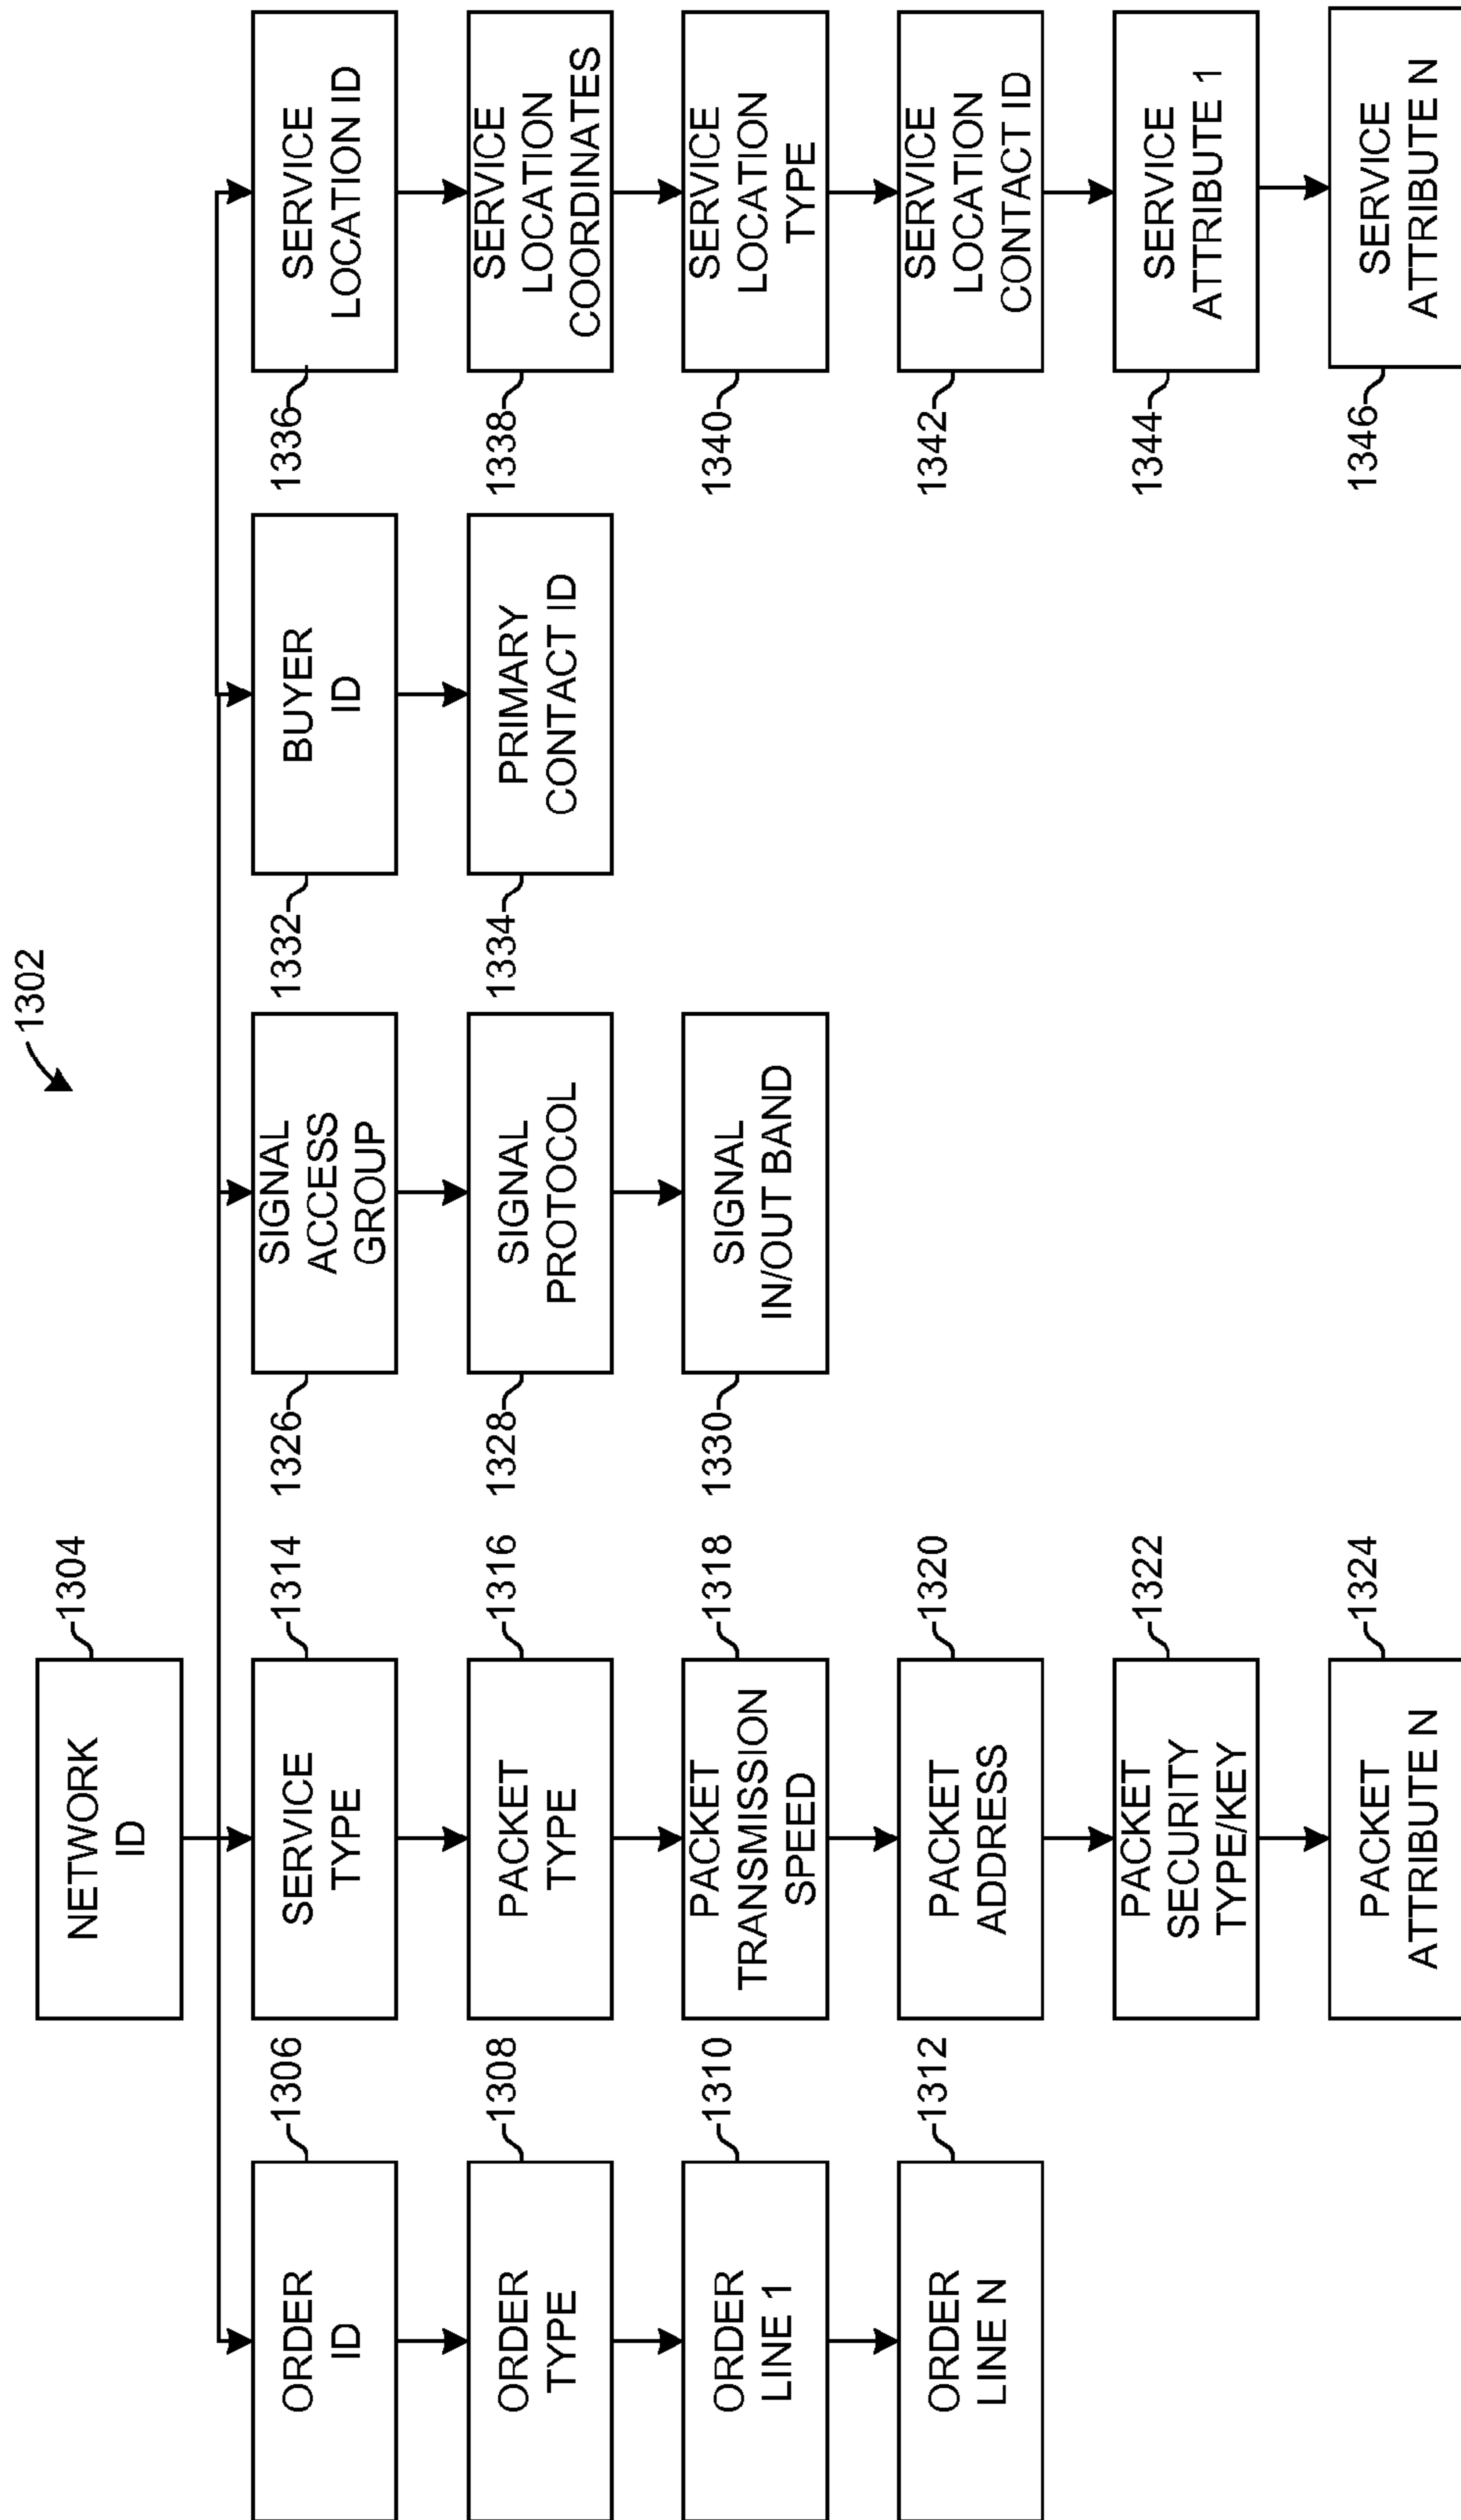 1302
NETWORK
ID
1304
ORDER
ID
1306
ORDER
TYPE
1308
ORDER
LINE 1
1310
ORDER
LINE N
1312
SERVICE
TYPE
1314
PACKET
TYPE
1316
PACKET
TRANSMISSION
SPEED
1318
PACKET
ADDRESS
1320
PACKET
SECURITY
TYPE/KEY
1322
PACKET
ATTRIBUTE N
1324
SIGNAL
ACCESS
GROUP
1326
SIGNAL
PROTOCOL
1328
SIGNAL
IN/OUT BAND
1330
BUYER
ID
1332
PRIMARY
CONTACT ID
1334
SERVICE
LOCATION ID
1336
SERVICE
LOCATION
COORDINATES
1338
SERVICE
LOCATION
TYPE
1340
SERVICE
LOCATION
CONTACT ID
1342
SERVICE
ATTRIBUTE 1
1344
SERVICE
ATTRIBUTE N
1346